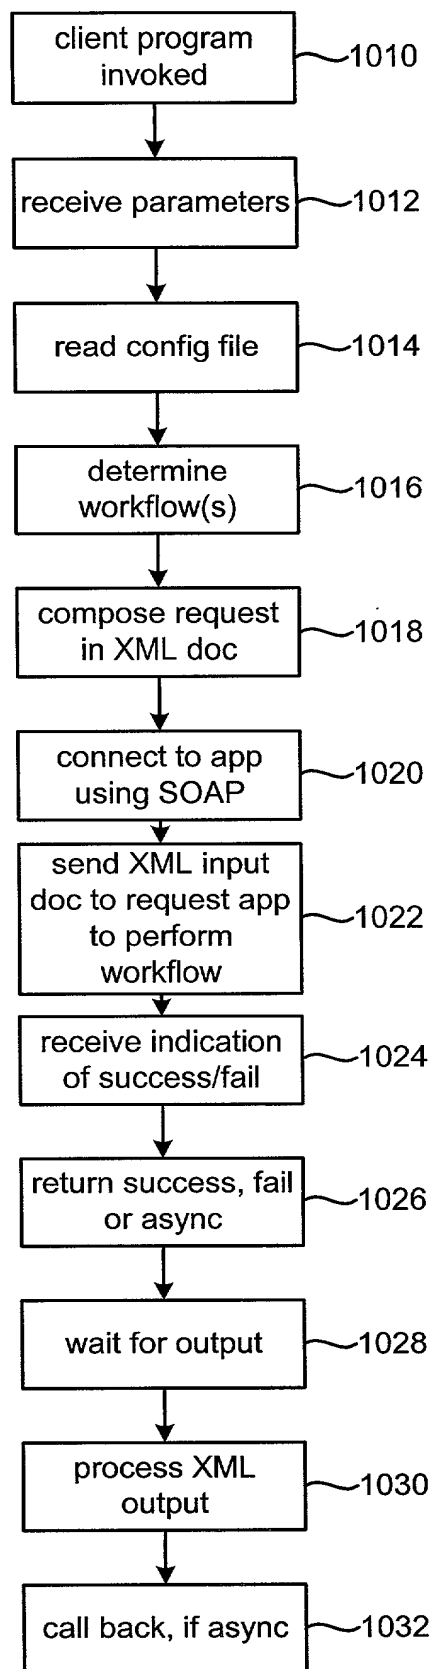 client program
invoked
1010
receive parameters
1012
read config file
1014
determine
workflow(s)
1016
compose request
in XML doc
1018
connect to app
using SOAP
1020
send XML input
doc to request app
to perform
workflow
1022
receive indication
of success/fail
1024
return success, fail
or async
1026
wait for output
1028
process XML
output
1030
call back, if async
1032